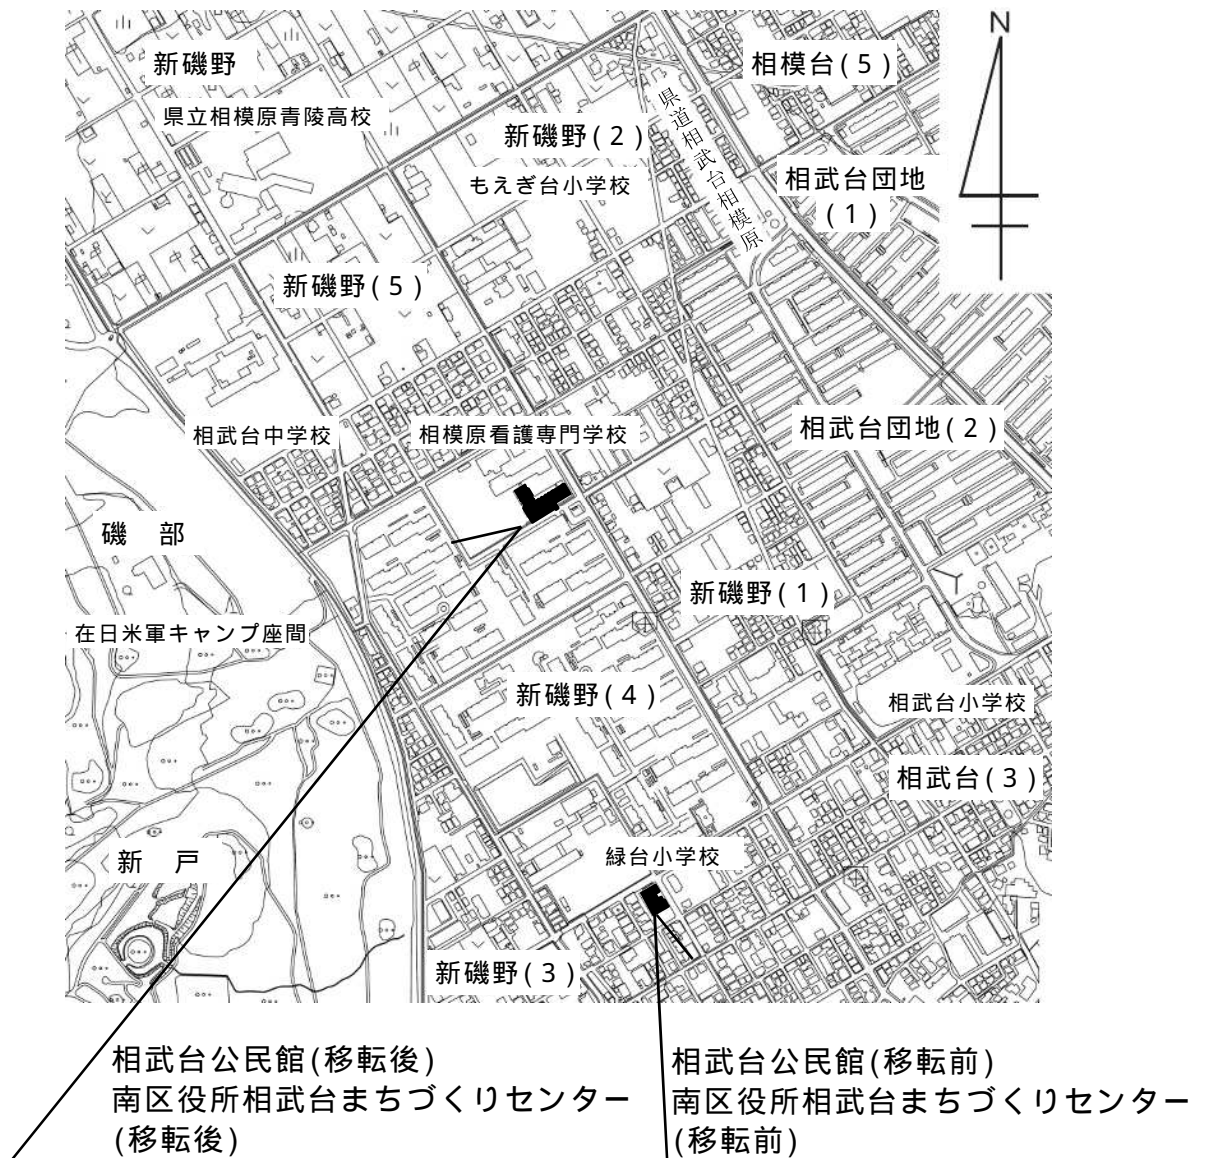 N
新磯野
相模台(5)
県立相模原青陵高校
新磯野(2)
県道相武台相模原
もえぎ台小学校
相武台団地
(1)
新磯野(5)
相武台中学校
相模原看護専門学校
相武台団地(2)
磯　部
新磯野(1)
在日米軍キャンプ座間
新磯野(4)
相武台小学校
相武台(3)
新　戸
緑台小学校
新磯野(3)
相武台公民館(移転後)
南区役所相武台まちづくりセンター
(移転後)
相武台公民館(移転前)
南区役所相武台まちづくりセンター
(移転前)